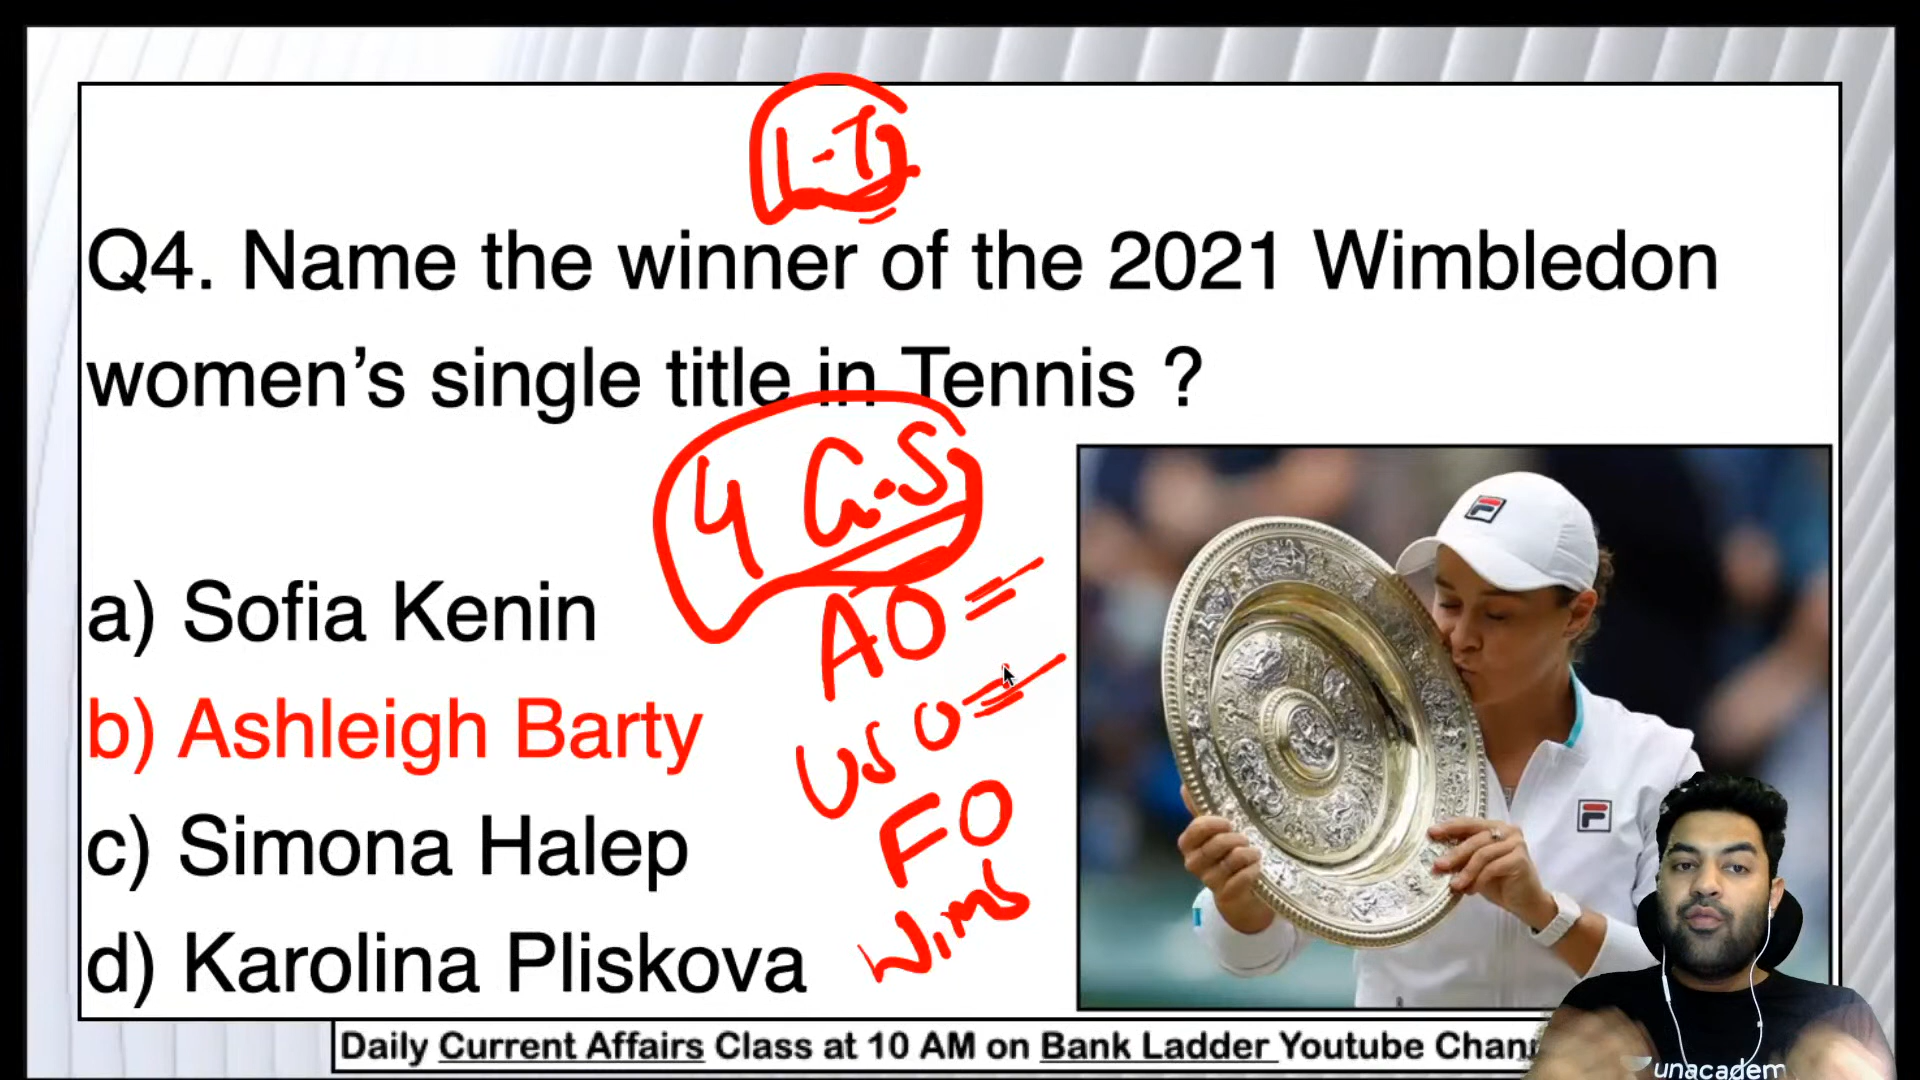 L.T
Q4. Name the winner of the 2021 Wimbledon
women’s single title in Tennis ?
4 G.S
a) Sofia Kenin
AO =
b) Ashleigh Barty
US O =
c) Simona Halep
FO
d) Karolina Pliskova
Daily Current Affairs Class at 10 AM on Bank Ladder Youtube Chan
unacadem